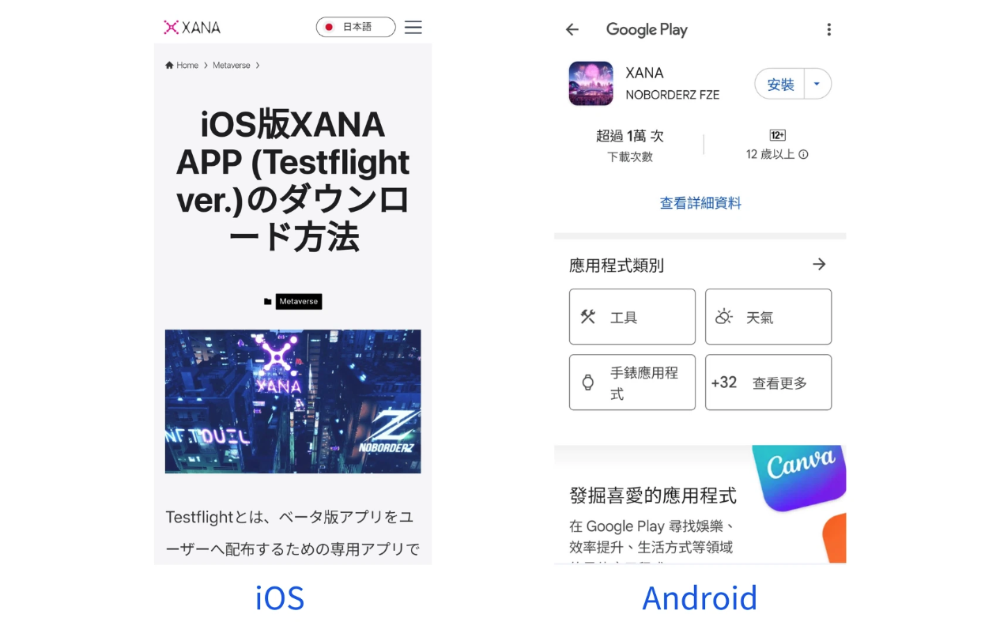 XANA
日本語
Home > Metaverse >
iOS版XANA
APP (Testflight
ver.)のダウンロ
ード方法
Metaverse
XANA
NFTDUEL
NOBORDERZ
Testflightとは、ベータ版アプリをユ
ーザーへ配布するための専用アプリで
iOS
Google Play
XANA
NOBORDERZ FZE
安裝
超過 1萬 次
下載次數
12+
12 歲以上
查看詳細資料
應用程式類別
工具
天氣
手錶應用程
式
+32 查看更多
Canva
發掘喜愛的應用程式
在 Google Play 尋找娛樂、
效率提升、生活方式等領域
Android